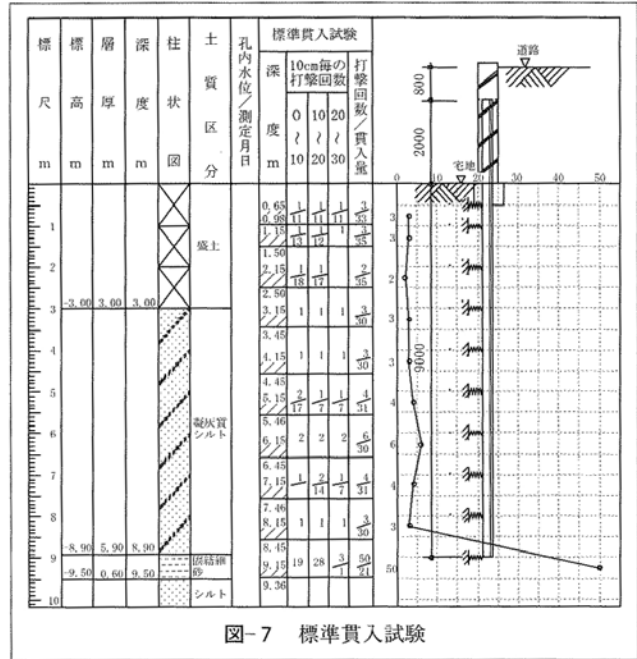 標尺 m
標高 m
層厚 m
深度 m
柱状図
土質区分
孔内水位/測定月日
標準貫入試験
深度 m
10cm毎の打撃回数
0~10
10~20
20~30
打撃回数/貫入量
道路
800
2000
宅地
0 10 20 30 40 50
9000
1
2
3
4
5
6
7
8
9
10
-3.00 3.00 3.00
-8.90 5.90 8.90
-9.50 0.60 9.50
盛土
凝灰質シルト
固結細砂
シルト
0.65 1/11 1/11 1/11 3/33
0.98
1.15 1/13 1/12 1 3/35
1.50
2.15 1/18 1/17 2/35
2.50
3.15 1 1 1 3/30
3.45
4.15 1 1 1 3/30
4.45
5.15 2/17 1/7 1/7 4/31
5.46
6.15 2 2 2 6/30
6.45
7.15 1 2/14 1/7 4/31
7.46
8.15 1 1 1 3/30
8.45
9.15 19 28 3/1 50/21
9.36
3
3
2
3
3
4
6
4
3
50
図-7 標準貫入試験